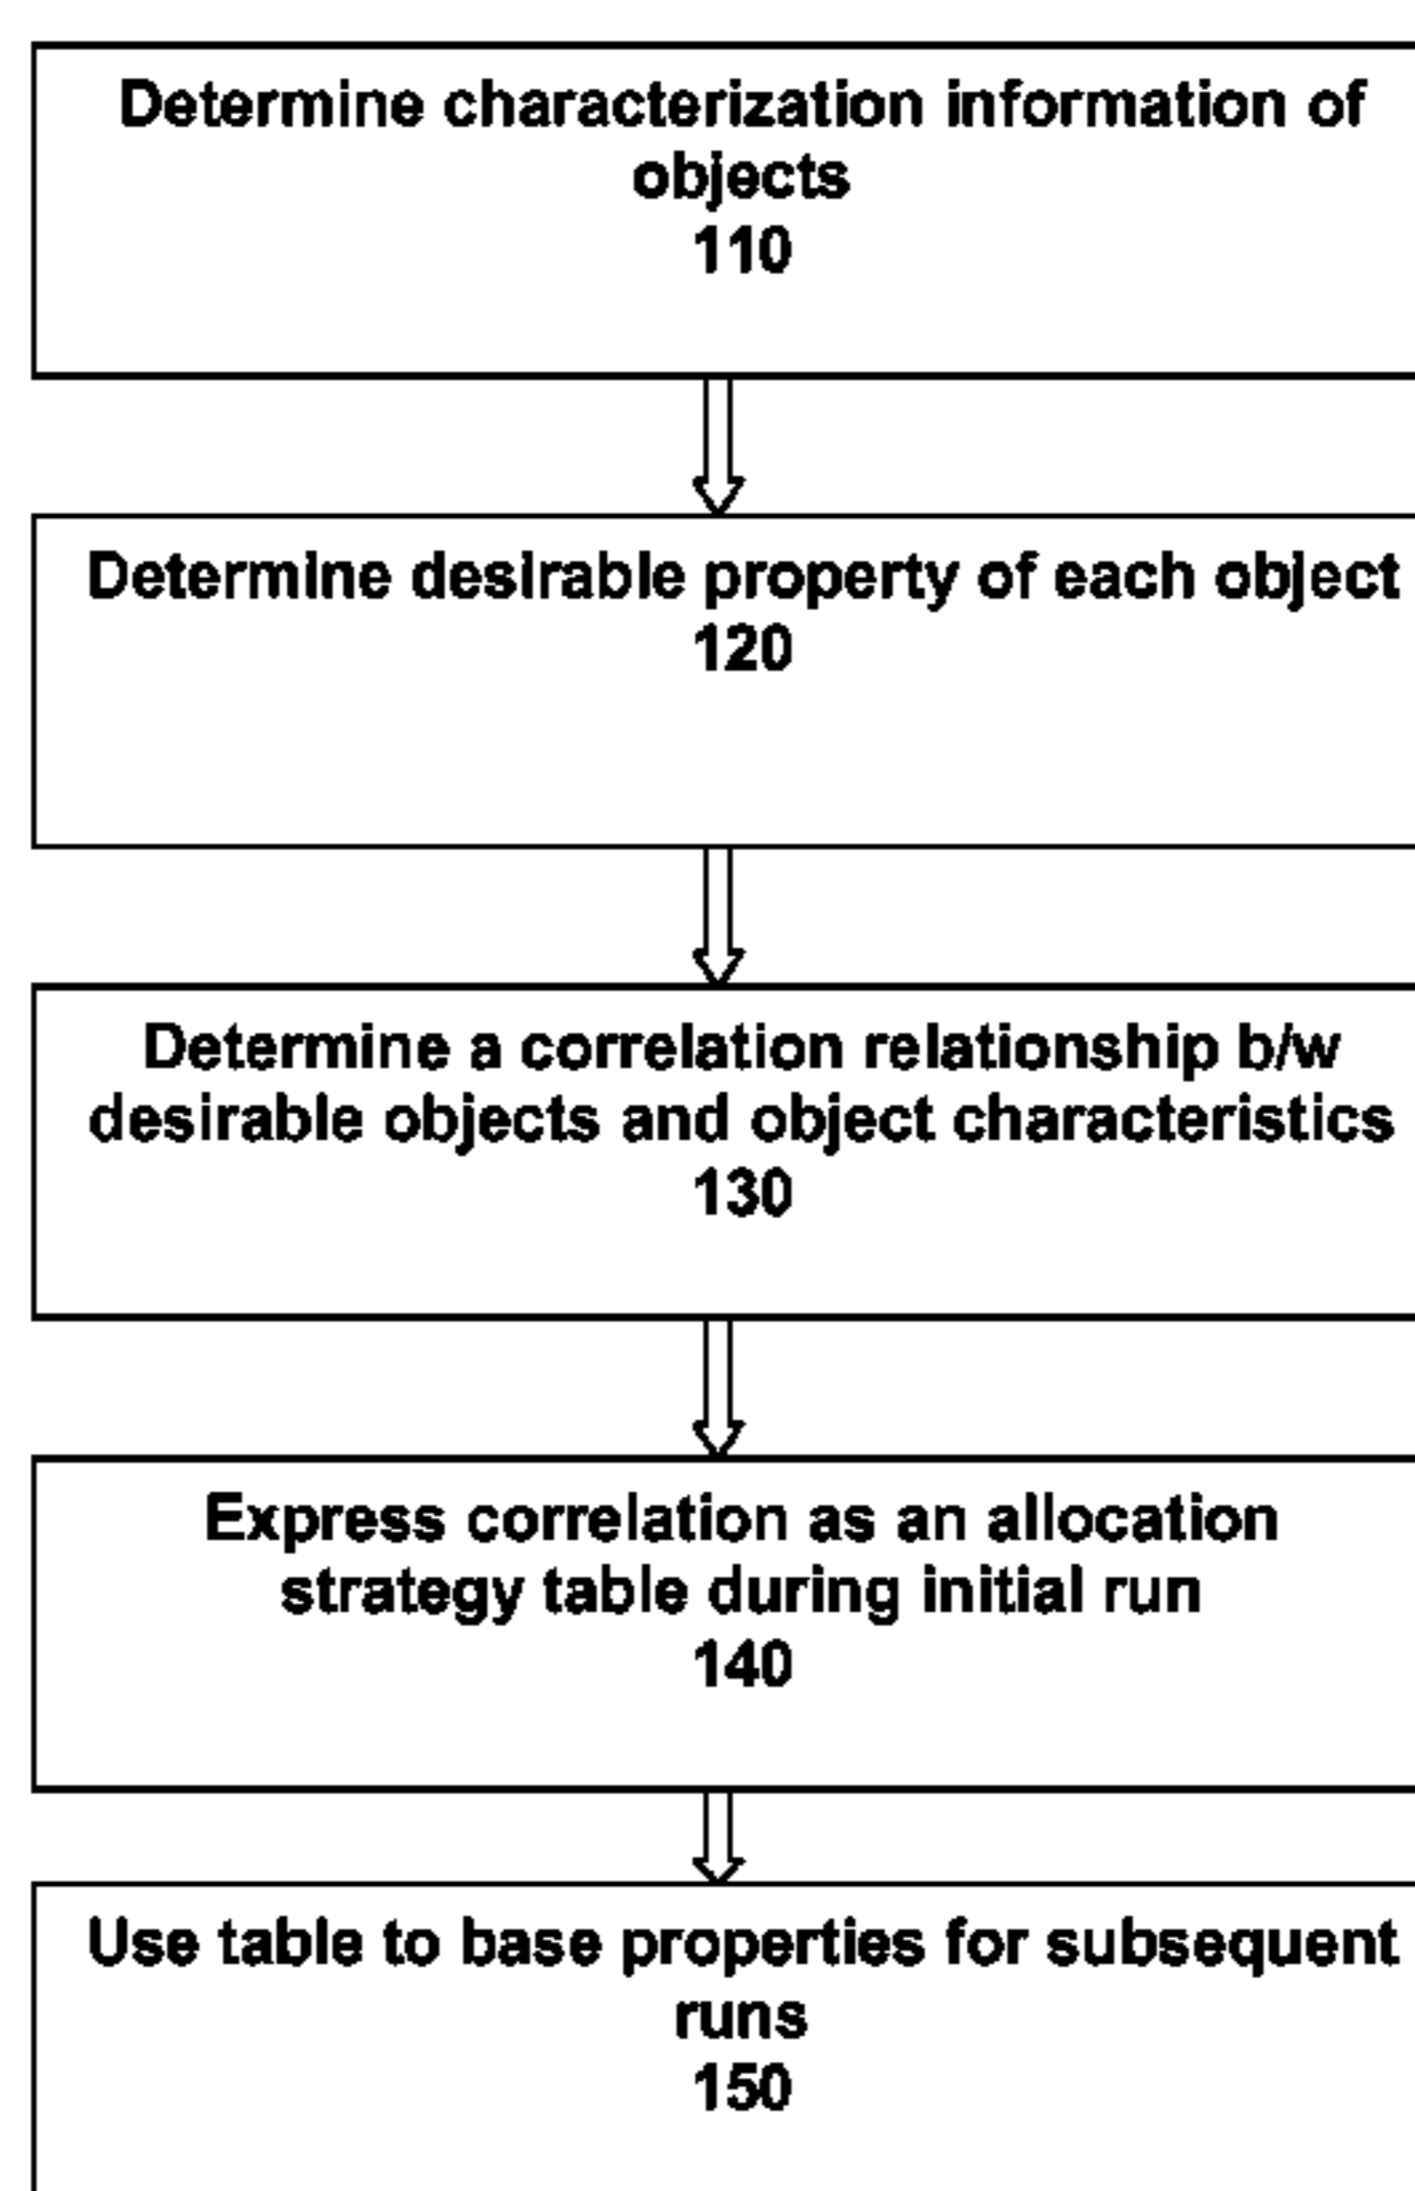 Determine characterization information of
objects
110
Determine desirable property of each object
120
Determine a correlation relationship b/w
desirable objects and object characteristics
130
Express correlation as an allocation
strategy table during initial run
140
Use table to base properties for subsequent
runs
150